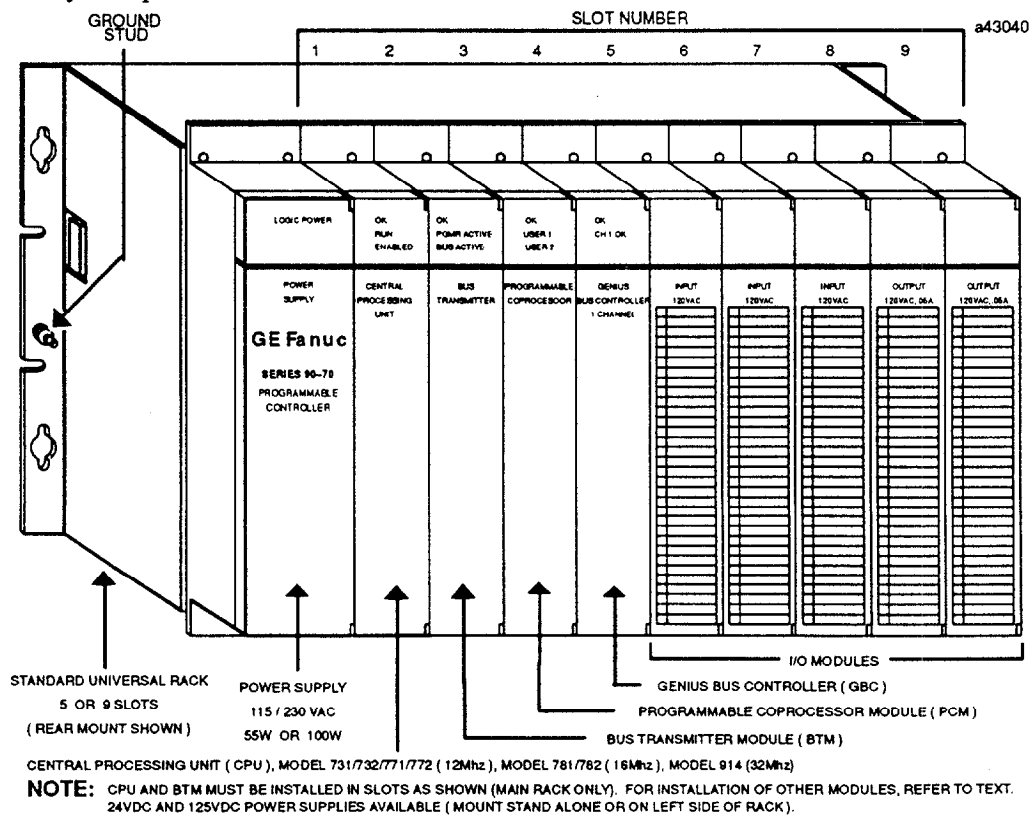 GROUND
STUD
SLOT NUMBER
a43040
1 2 3 4 5 6 7 8 9
LOGIC POWER
OK
RUN
ENABLED
OK
PGMR ACTIVE
BUS ACTIVE
OK
USER 1
USER 2
OK
CH 1 OK
POWER
SUPPLY
CENTRAL
PROCESSING
UNIT
BUS
TRANSMITTER
PROGRAMMABLE
COPROCESSOR
GENIUS
BUS CONTROLLER
1 CHANNEL
INPUT
120VAC
INPUT
120VAC
INPUT
120VAC
OUTPUT
120VAC, .05A
OUTPUT
120VAC, .05A
GE Fanuc
SERIES 90–70
PROGRAMMABLE
CONTROLLER
I/O MODULES
STANDARD UNIVERSAL RACK
5 OR 9 SLOTS
( REAR MOUNT SHOWN )
POWER SUPPLY
115 / 230 VAC
55W OR 100W
GENIUS BUS CONTROLLER ( GBC )
PROGRAMMABLE COPROCESSOR MODULE ( PCM )
BUS TRANSMITTER MODULE ( BTM )
CENTRAL PROCESSING UNIT ( CPU ), MODEL 731/732/771/772 ( 12Mhz ), MODEL 781/782 ( 16Mhz ), MODEL 914 (32Mhz)
NOTE: CPU AND BTM MUST BE INSTALLED IN SLOTS AS SHOWN (MAIN RACK ONLY). FOR INSTALLATION OF OTHER MODULES, REFER TO TEXT.
24VDC AND 125VDC POWER SUPPLIES AVAILABLE ( MOUNT STAND ALONE OR ON LEFT SIDE OF RACK ).